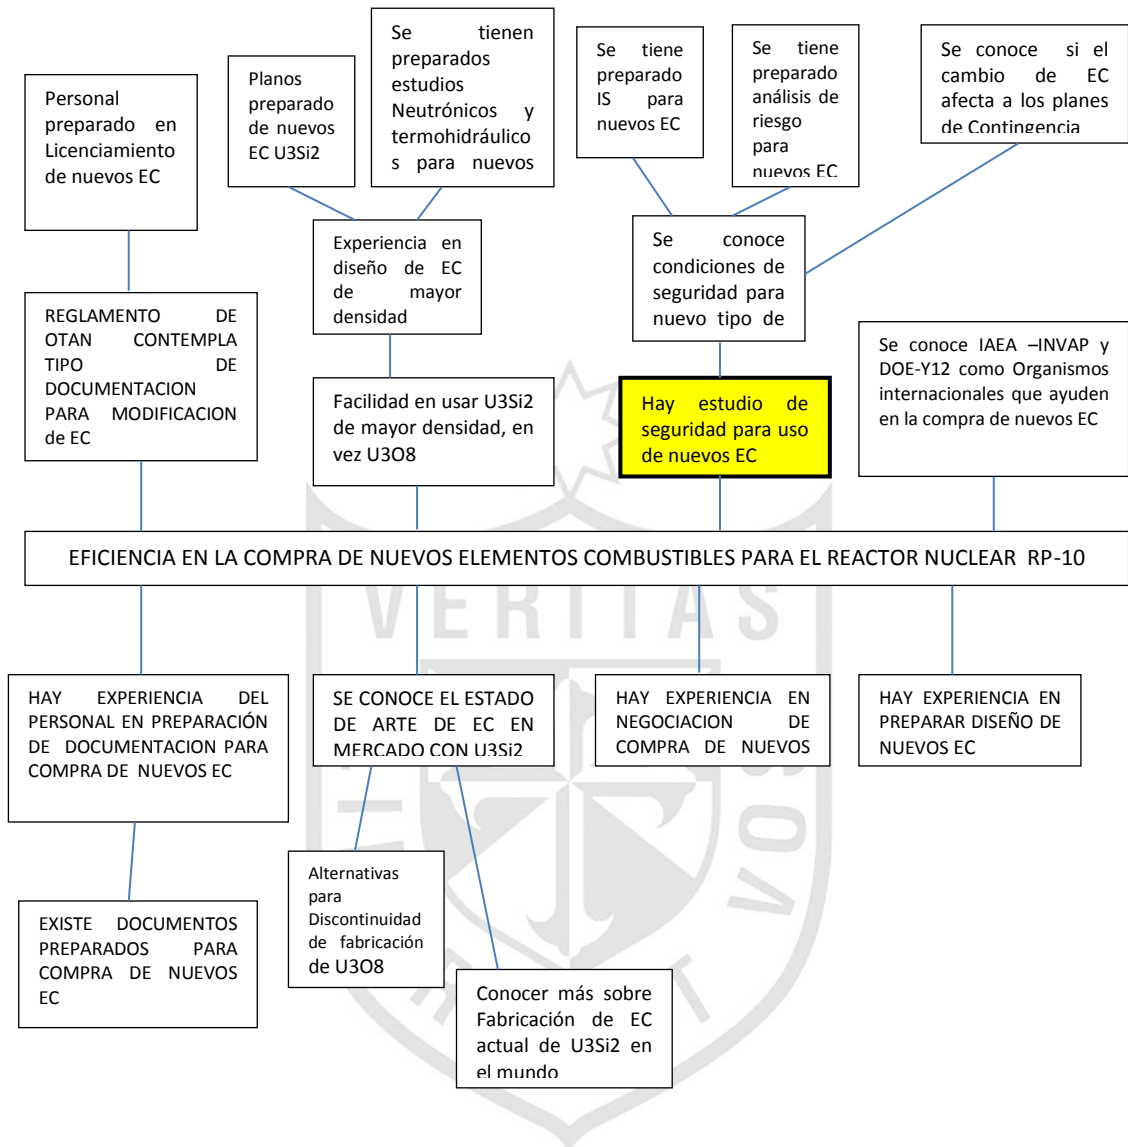 Personal
preparado en
Licenciamiento
de nuevos EC
Planos
preparado
de nuevos
EC U3Si2
Se tienen
preparados
estudios
Neutrónicos y
termohidráulico
s para nuevos
Se tiene
preparado
IS para
nuevos EC
Se tiene
preparado
análisis de
riesgo
para
nuevos EC
Se conoce si el
cambio de EC
afecta a los planes
de Contingencia
Experiencia en
diseño de EC
de mayor
densidad
Se conoce
condiciones de
seguridad para
nuevo tipo de
REGLAMENTO DE
OTAN CONTEMPLA
TIPO DE
DOCUMENTACION
PARA MODIFICACION
de EC
Facilidad en usar U3Si2
de mayor densidad, en
vez U3O8
Hay estudio de
seguridad para uso
de nuevos EC
Se conoce IAEA –INVAP y
DOE-Y12 como Organismos
internacionales que ayuden
en la compra de nuevos EC
EFICIENCIA EN LA COMPRA DE NUEVOS ELEMENTOS COMBUSTIBLES PARA EL REACTOR NUCLEAR RP-10
VERITAS
HAY EXPERIENCIA DEL
PERSONAL EN PREPARACIÓN
DE DOCUMENTACION PARA
COMPRA DE NUEVOS EC
SE CONOCE EL ESTADO
DE ARTE DE EC EN
MERCADO CON U3Si2
HAY EXPERIENCIA EN
NEGOCIACION DE
COMPRA DE NUEVOS
HAY EXPERIENCIA EN
PREPARAR DISEÑO DE
NUEVOS EC
EXISTE DOCUMENTOS
PREPARADOS PARA
COMPRA DE NUEVOS
EC
Alternativas
para
Discontinuidad
de fabricación
de U3O8
Conocer más sobre
Fabricación de EC
actual de U3Si2 en
el mundo